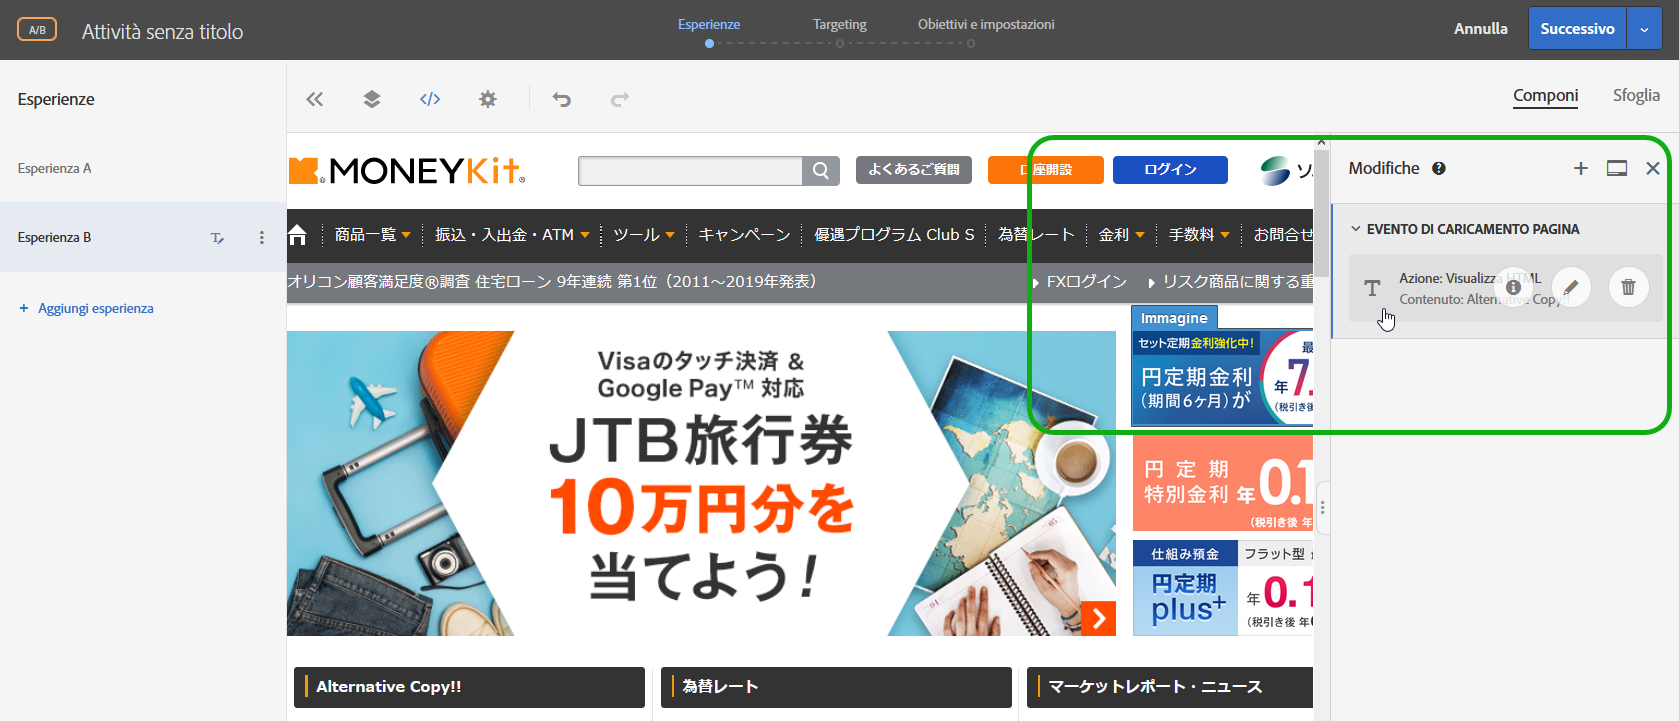 A/B
Attività senza titolo
Esperienze
Targeting
Obiettivi e impostazioni
Annulla
Successivo
Esperienze
Componi
Sfoglia
Esperienza A
Esperienza B
+ Aggiungi esperienza
MONEYKit
よくあるご質問
口座開設
ログイン
ソ
商品一覧
振込・入出金・ATM
ツール
キャンペーン
優遇プログラム Club S
為替レート
金利
手数料
お問合せ
オリコン顧客満足度®調査 住宅ローン 9年連続 第1位（2011～2019年発表）
FXログイン
リスク商品に関する重
Modifiche
EVENTO DI CARICAMENTO PAGINA
Azione: Visualizza HTML
Contenuto: Alternative Copy!!
Visaのタッチ決済 &
Google Pay™ 対応
JTB旅行券
10万円分を
当てよう!
Immagine
セット定期金利強化中!
円定期金利
(期間6ヶ月)が
最
年7.
(税引き後
円定期
特別金利
年0.1
(税引き後 年
仕組み預金
フラット型
円定期
plus+
年0.1
(税引き後 年
Alternative Copy!!
為替レート
マーケットレポート・ニュース